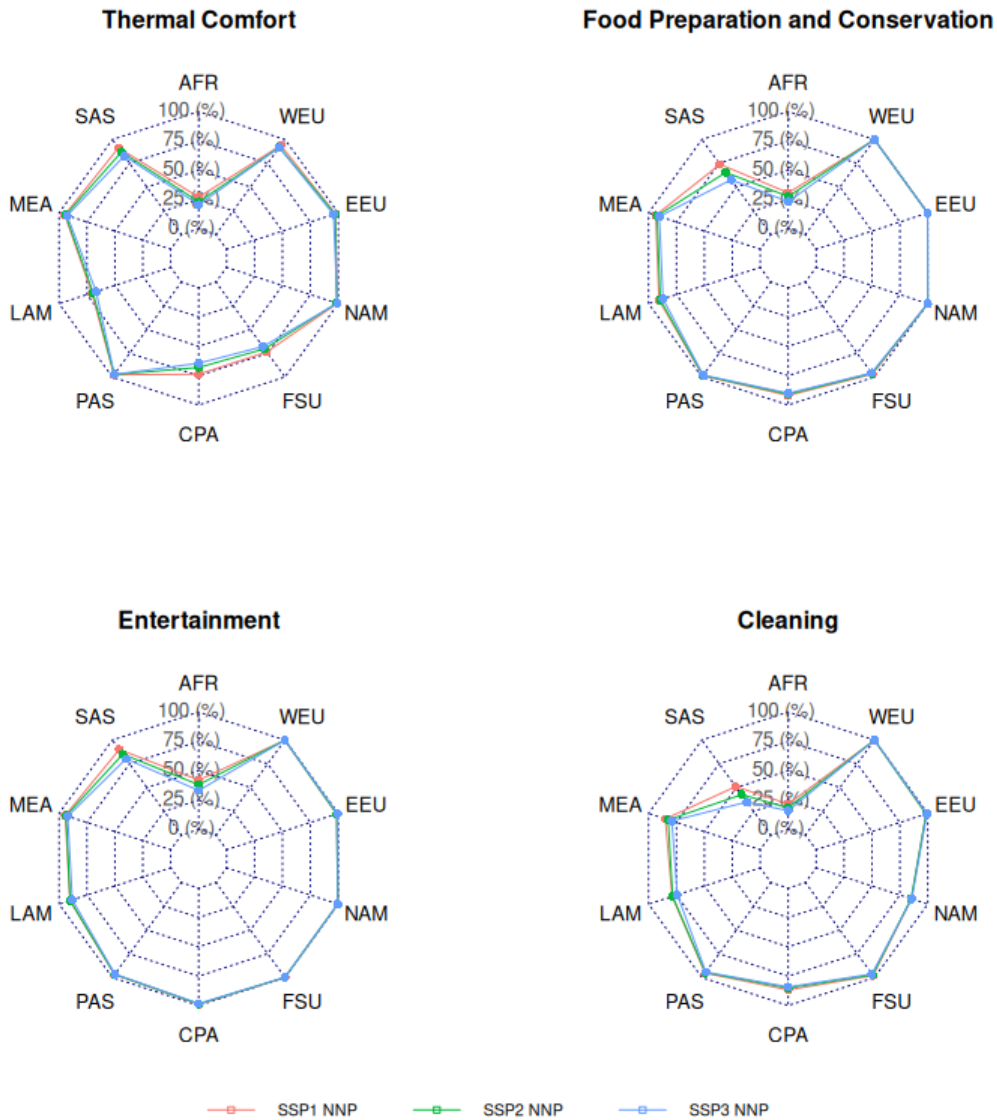 Thermal Comfort
AFR
100 (%)
SAS
WEU
75 (%)
50 (%)
25 (%)
MEA
EEU
0 (%)
LAM
NAM
PAS
FSU
CPA
Food Preparation and Conservation
AFR
100 (%)
SAS
WEU
75 (%)
50 (%)
25 (%)
MEA
EEU
0 (%)
LAM
NAM
PAS
FSU
CPA
Entertainment
AFR
100 (%)
SAS
WEU
75 (%)
50 (%)
25 (%)
MEA
EEU
0 (%)
LAM
NAM
PAS
FSU
CPA
Cleaning
AFR
100 (%)
SAS
WEU
75 (%)
50 (%)
25 (%)
MEA
EEU
0 (%)
LAM
NAM
PAS
FSU
CPA
SSP1 NNP SSP2 NNP SSP3 NNP